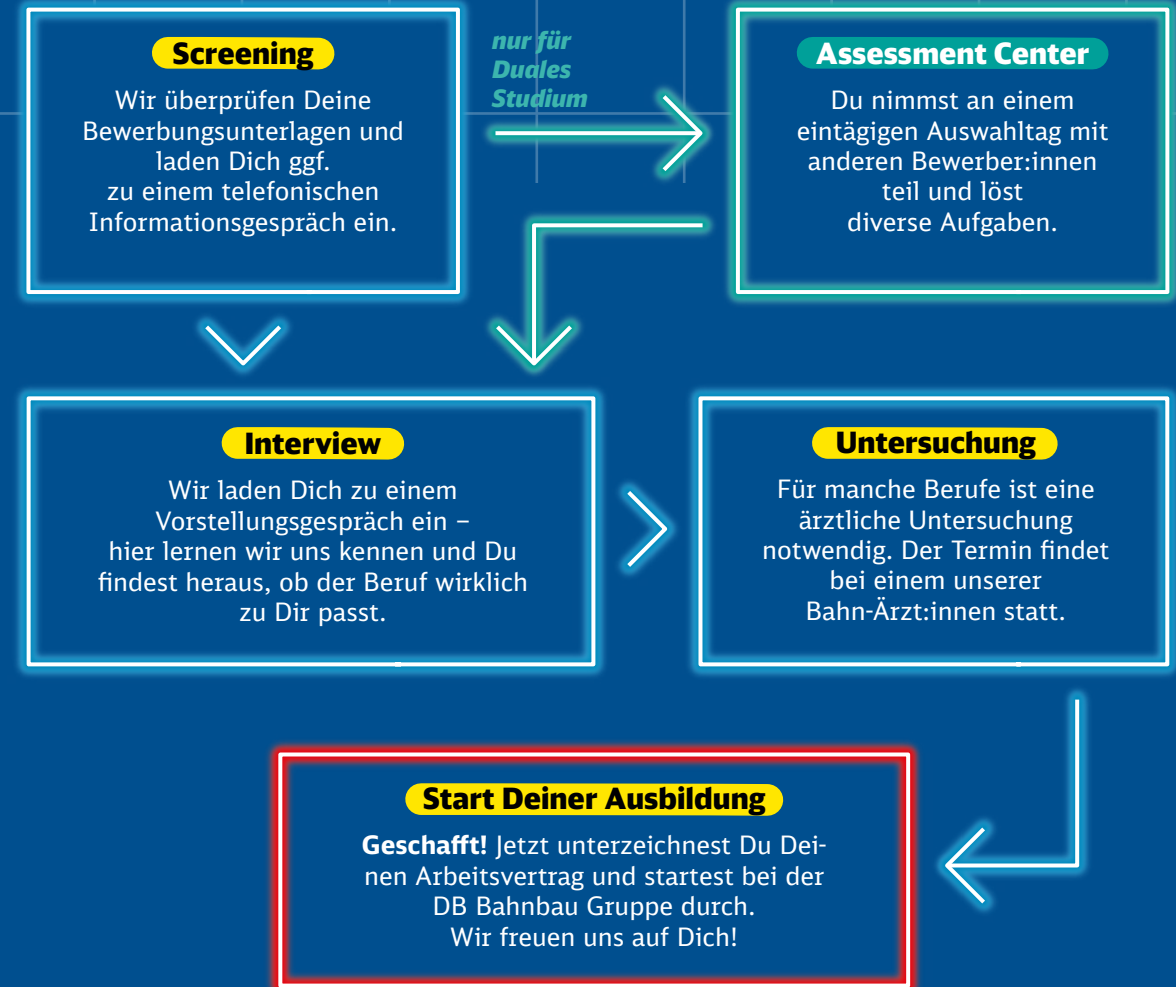 Screening
Wir überprüfen Deine
Bewerbungsunterlagen und
laden Dich ggf.
zu einem telefonischen
Informationsgespräch ein.
nur für
Duales
Studium
Assessment Center
Du nimmst an einem
eintägigen Auswahltag mit
anderen Bewerber:innen
teil und löst
diverse Aufgaben.
Interview
Wir laden Dich zu einem
Vorstellungsgespräch ein –
hier lernen wir uns kennen und Du
findest heraus, ob der Beruf wirklich
zu Dir passt.
Untersuchung
Für manche Berufe ist eine
ärztliche Untersuchung
notwendig. Der Termin findet
bei einem unserer
Bahn-Ärzt:innen statt.
Start Deiner Ausbildung
Geschafft! Jetzt unterzeichnest Du Dei-
nen Arbeitsvertrag und startest bei der
DB Bahnbau Gruppe durch.
Wir freuen uns auf Dich!